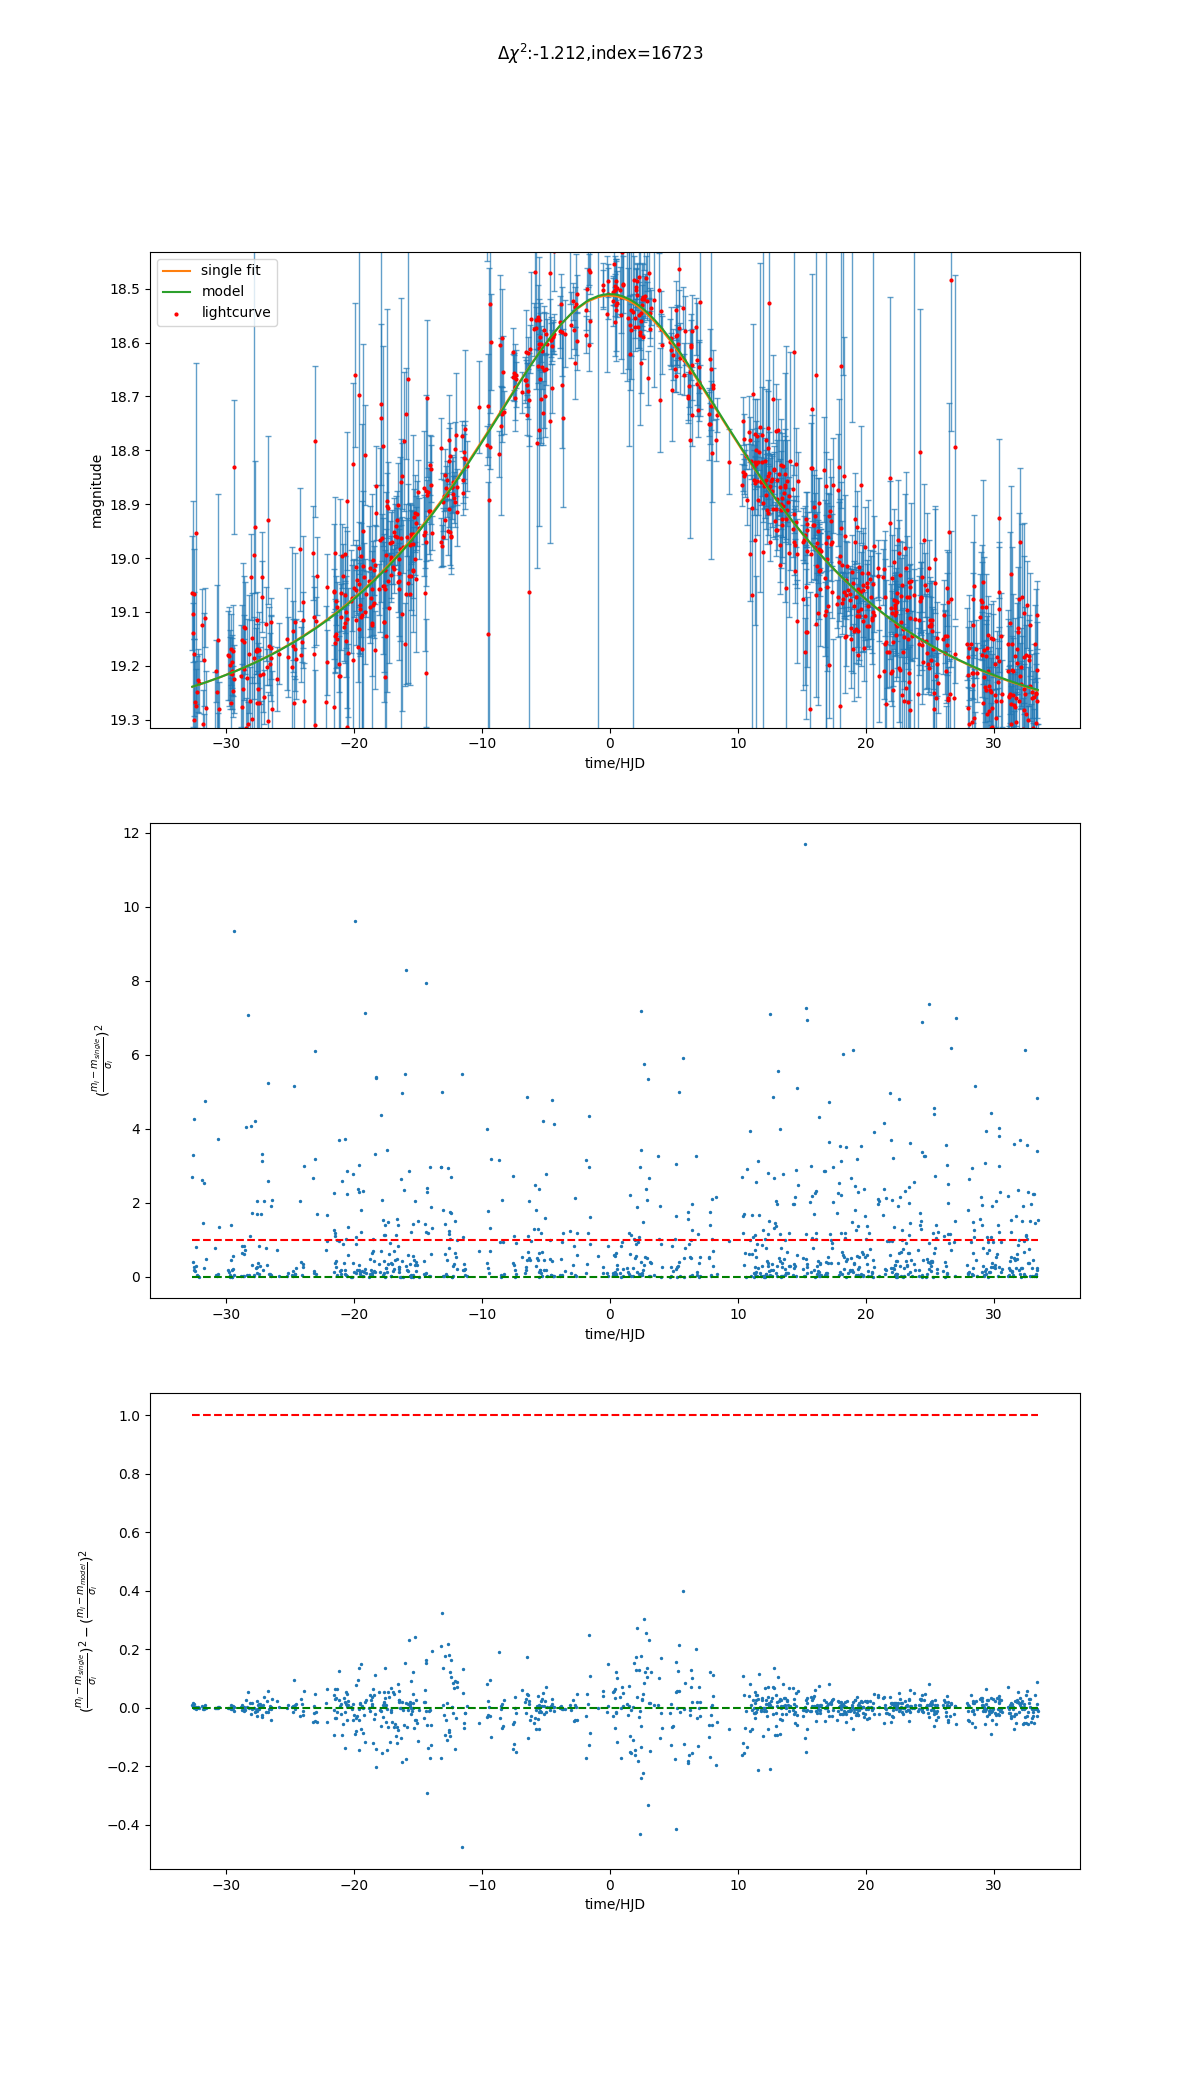 Δχ²:-1.212,index=16723
single fit
model
lightcurve
18.5
18.6
18.7
18.8
18.9
19.0
19.1
19.2
19.3
magnitude
−30 −20 −10 0 10 20 30
time/HJD
12
10
8
6
4
2
0
((m_i − m_single)/σ_i)²
−30 −20 −10 0 10 20 30
time/HJD
1.0
0.8
0.6
0.4
0.2
0.0
−0.2
−0.4
((m_i − m_single)/σ_i)² − ((m_i − m_model)/σ_i)²
−30 −20 −10 0 10 20 30
time/HJD